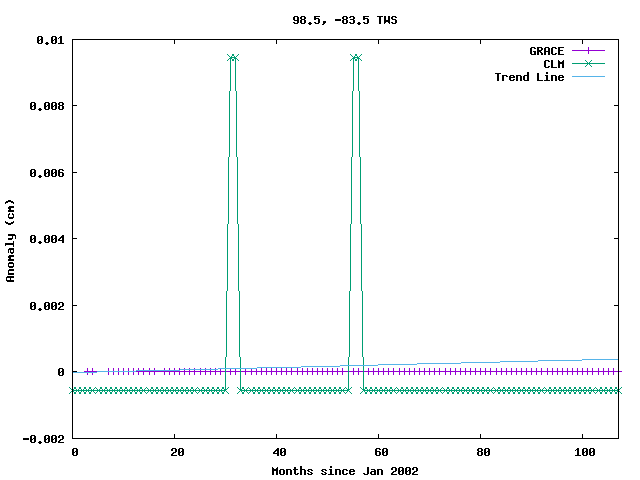 98.5, -83.5 TWS
0.01
0.008
0.006
0.004
0.002
0
-0.002
Anomaly (cm)
GRACE
CLM
Trend Line
0 20 40 60 80 100
Months since Jan 2002